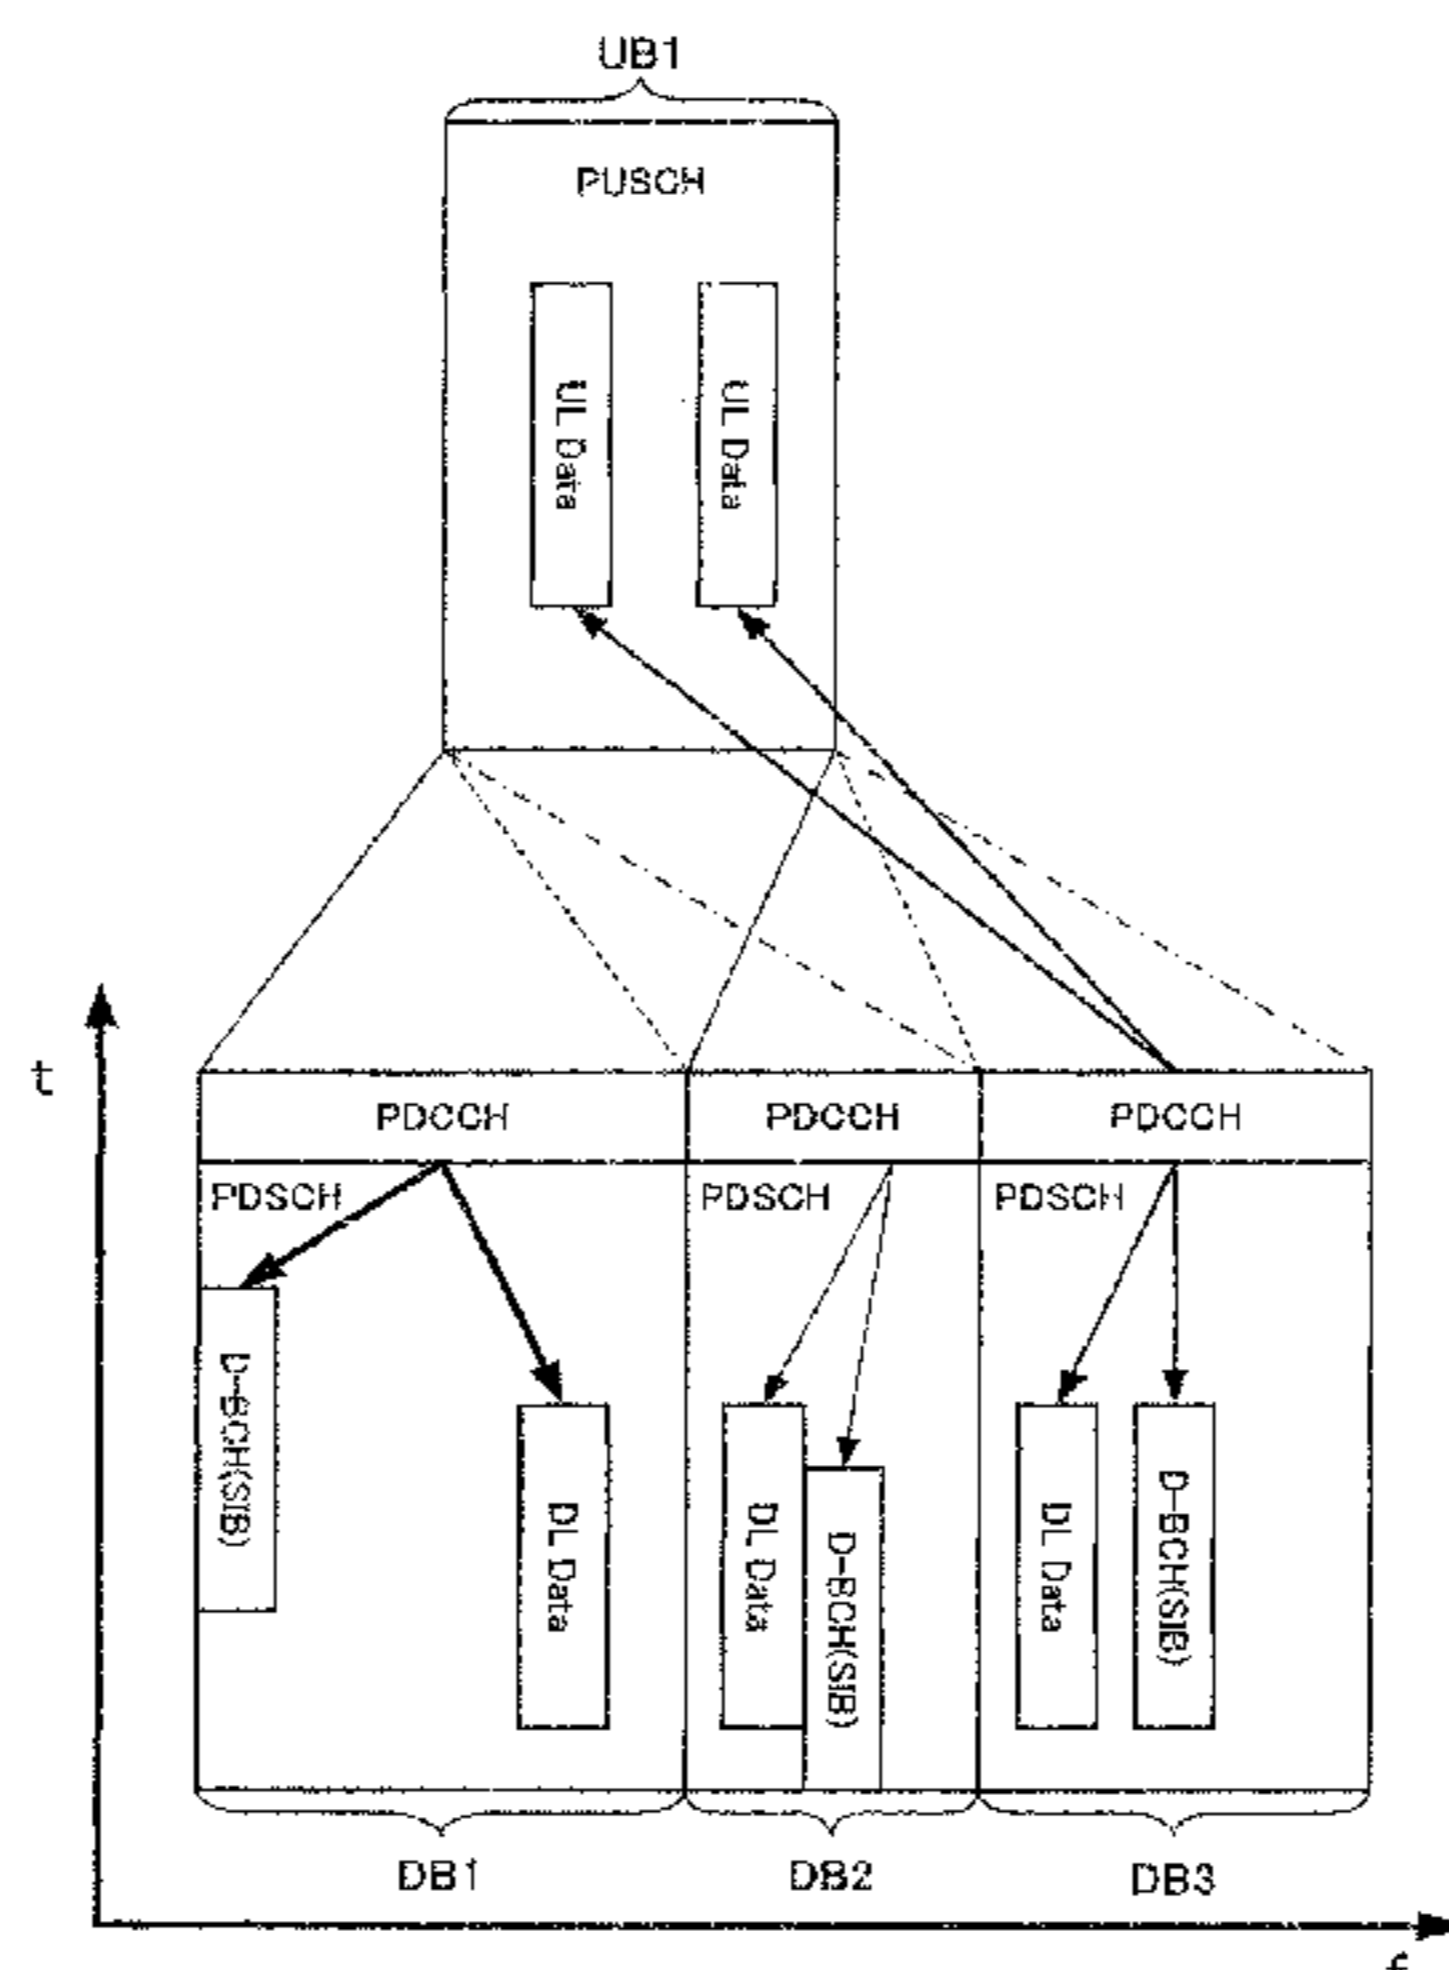 UB1
PUSCH
UL Data
UL Data
t
PDCCH
PDCCH
PDCCH
PDSCH
PDSCH
PDSCH
D-BCH(SIB)
DL Data
DL Data
D-BCH(SIB)
DL Data
D-BCH(SIB)
DB1
DB2
DB3
f